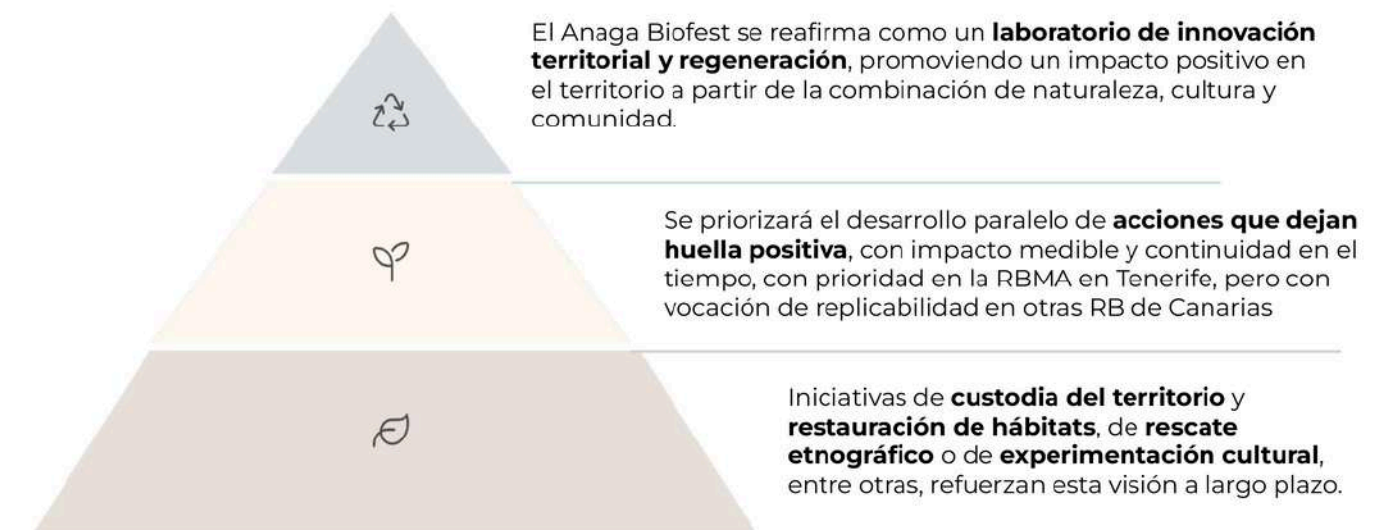 El Anaga Biofest se reafirma como un laboratorio de innovación
territorial y regeneración, promoviendo un impacto positivo en
el territorio a partir de la combinación de naturaleza, cultura y
comunidad.
Se priorizará el desarrollo paralelo de acciones que dejan
huella positiva, con impacto medible y continuidad en el
tiempo, con prioridad en la RBMA en Tenerife, pero con
vocación de replicabilidad en otras RB de Canarias
Iniciativas de custodia del territorio y
restauración de hábitats, de rescate
etnográfico o de experimentación cultural,
entre otras, refuerzan esta visión a largo plazo.